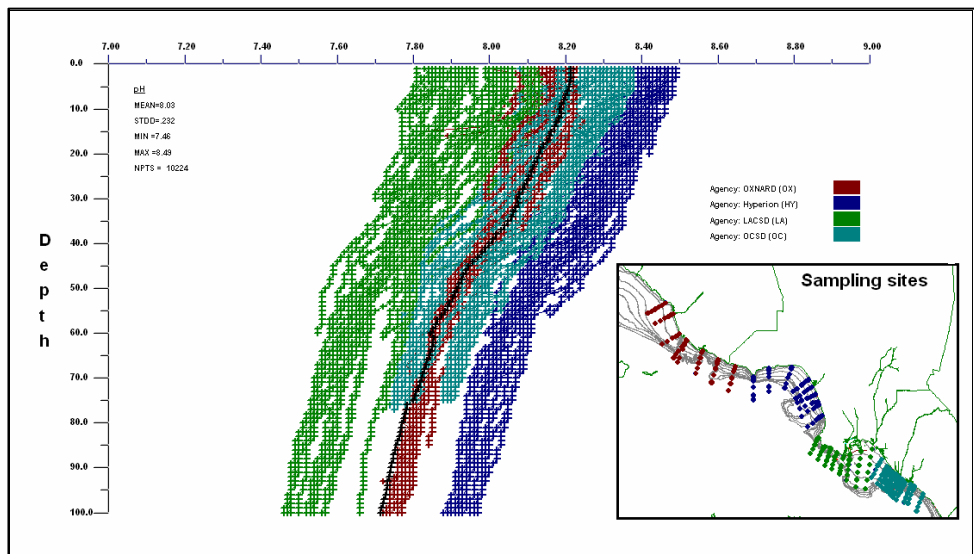 7.00 7.20 7.40 7.60 7.80 8.00 8.20 8.40 8.60 8.80 9.00
0.0
10.0
20.0
30.0
40.0
50.0
60.0
70.0
80.0
90.0
100.0
Depth
pH
MEAN=8.03
STDD=.232
MIN =7.46
MAX =8.49
NPTS = 10224
Agency: OXNARD (OX)
Agency: Hyperion (HY)
Agency: LACSD (LA)
Agency: OCSD (OC)
Sampling sites